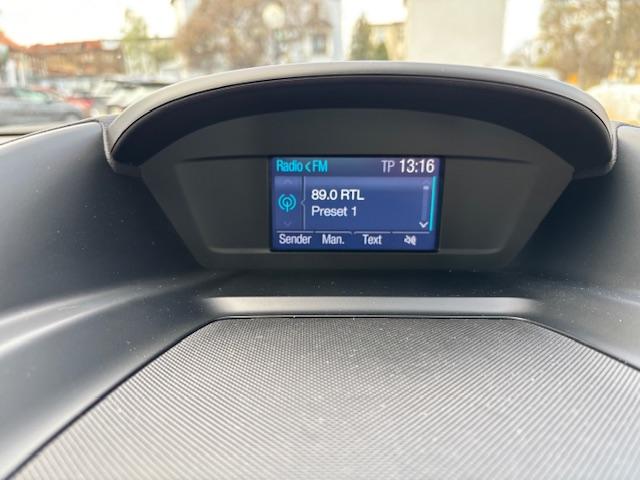 Radio < FM TP 13:16
89.0 RTL
Preset 1
Sender Man. Text